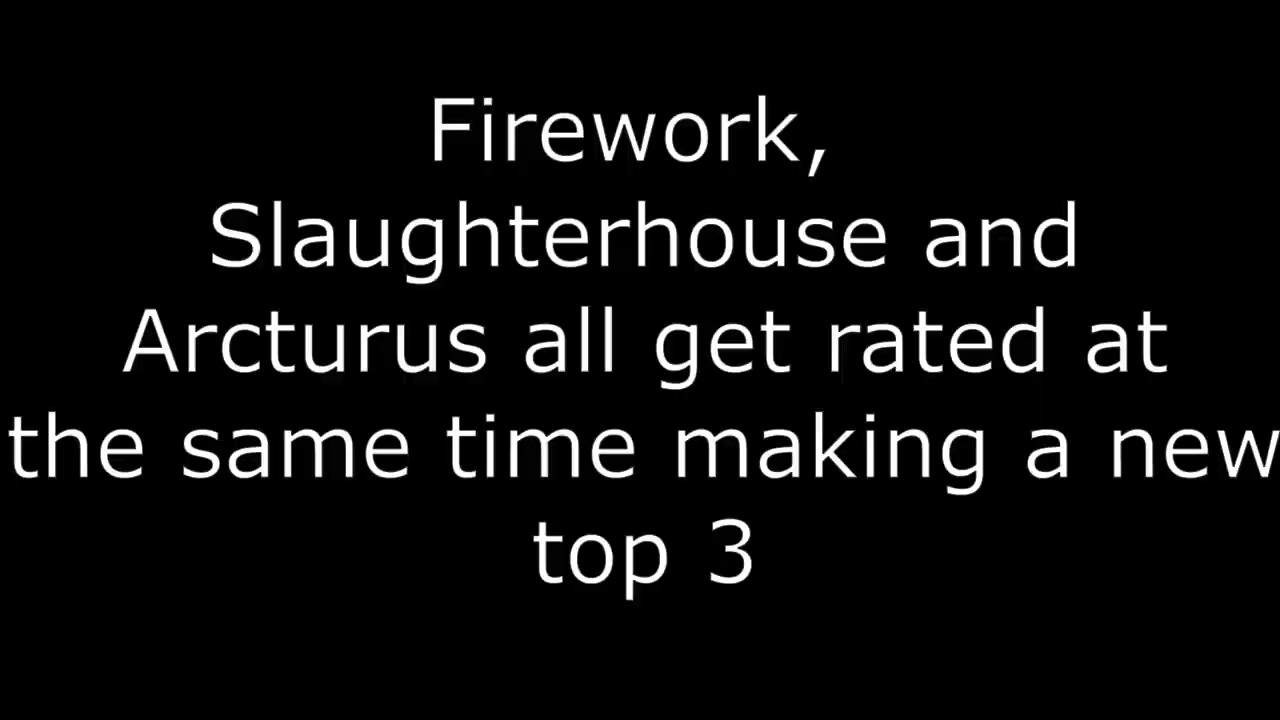 Firework,
Slaughterhouse and
Arcturus all get rated at
the same time making a new
top 3